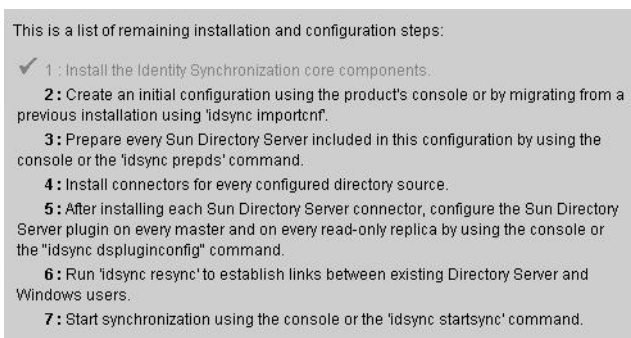 This is a list of remaining installation and configuration steps:
1 : Install the Identity Synchronization core components.
2 : Create an initial configuration using the product's console or by migrating from a
previous installation using 'idsync importcnf'.
3 : Prepare every Sun Directory Server included in this configuration by using the
console or the 'idsync prepds' command.
4 : Install connectors for every configured directory source.
5 : After installing each Sun Directory Server connector, configure the Sun Directory
Server plugin on every master and on every read-only replica by using the console or
the "idsync dspluginconfig" command.
6 : Run 'idsync resync' to establish links between existing Directory Server and
Windows users.
7 : Start synchronization using the console or the 'idsync startsync' command.